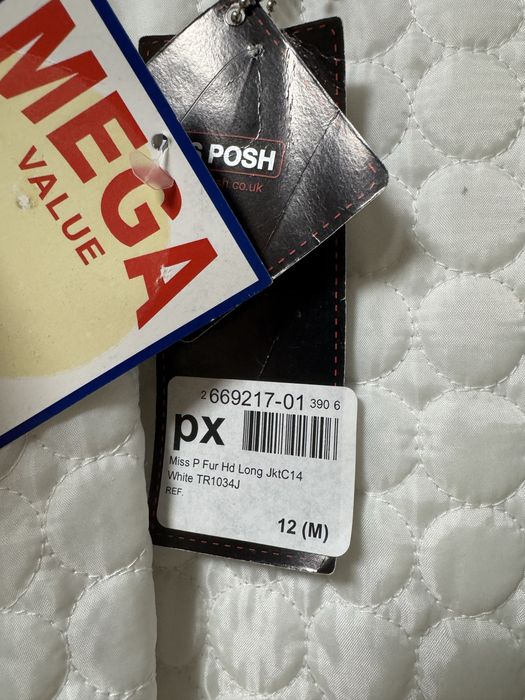 MEGA
VALUE
S POSH
h.co.uk
2 669217-01 390 6
px
Miss P Fur Hd Long JktC14
White TR1034J
REF.
12 (M)